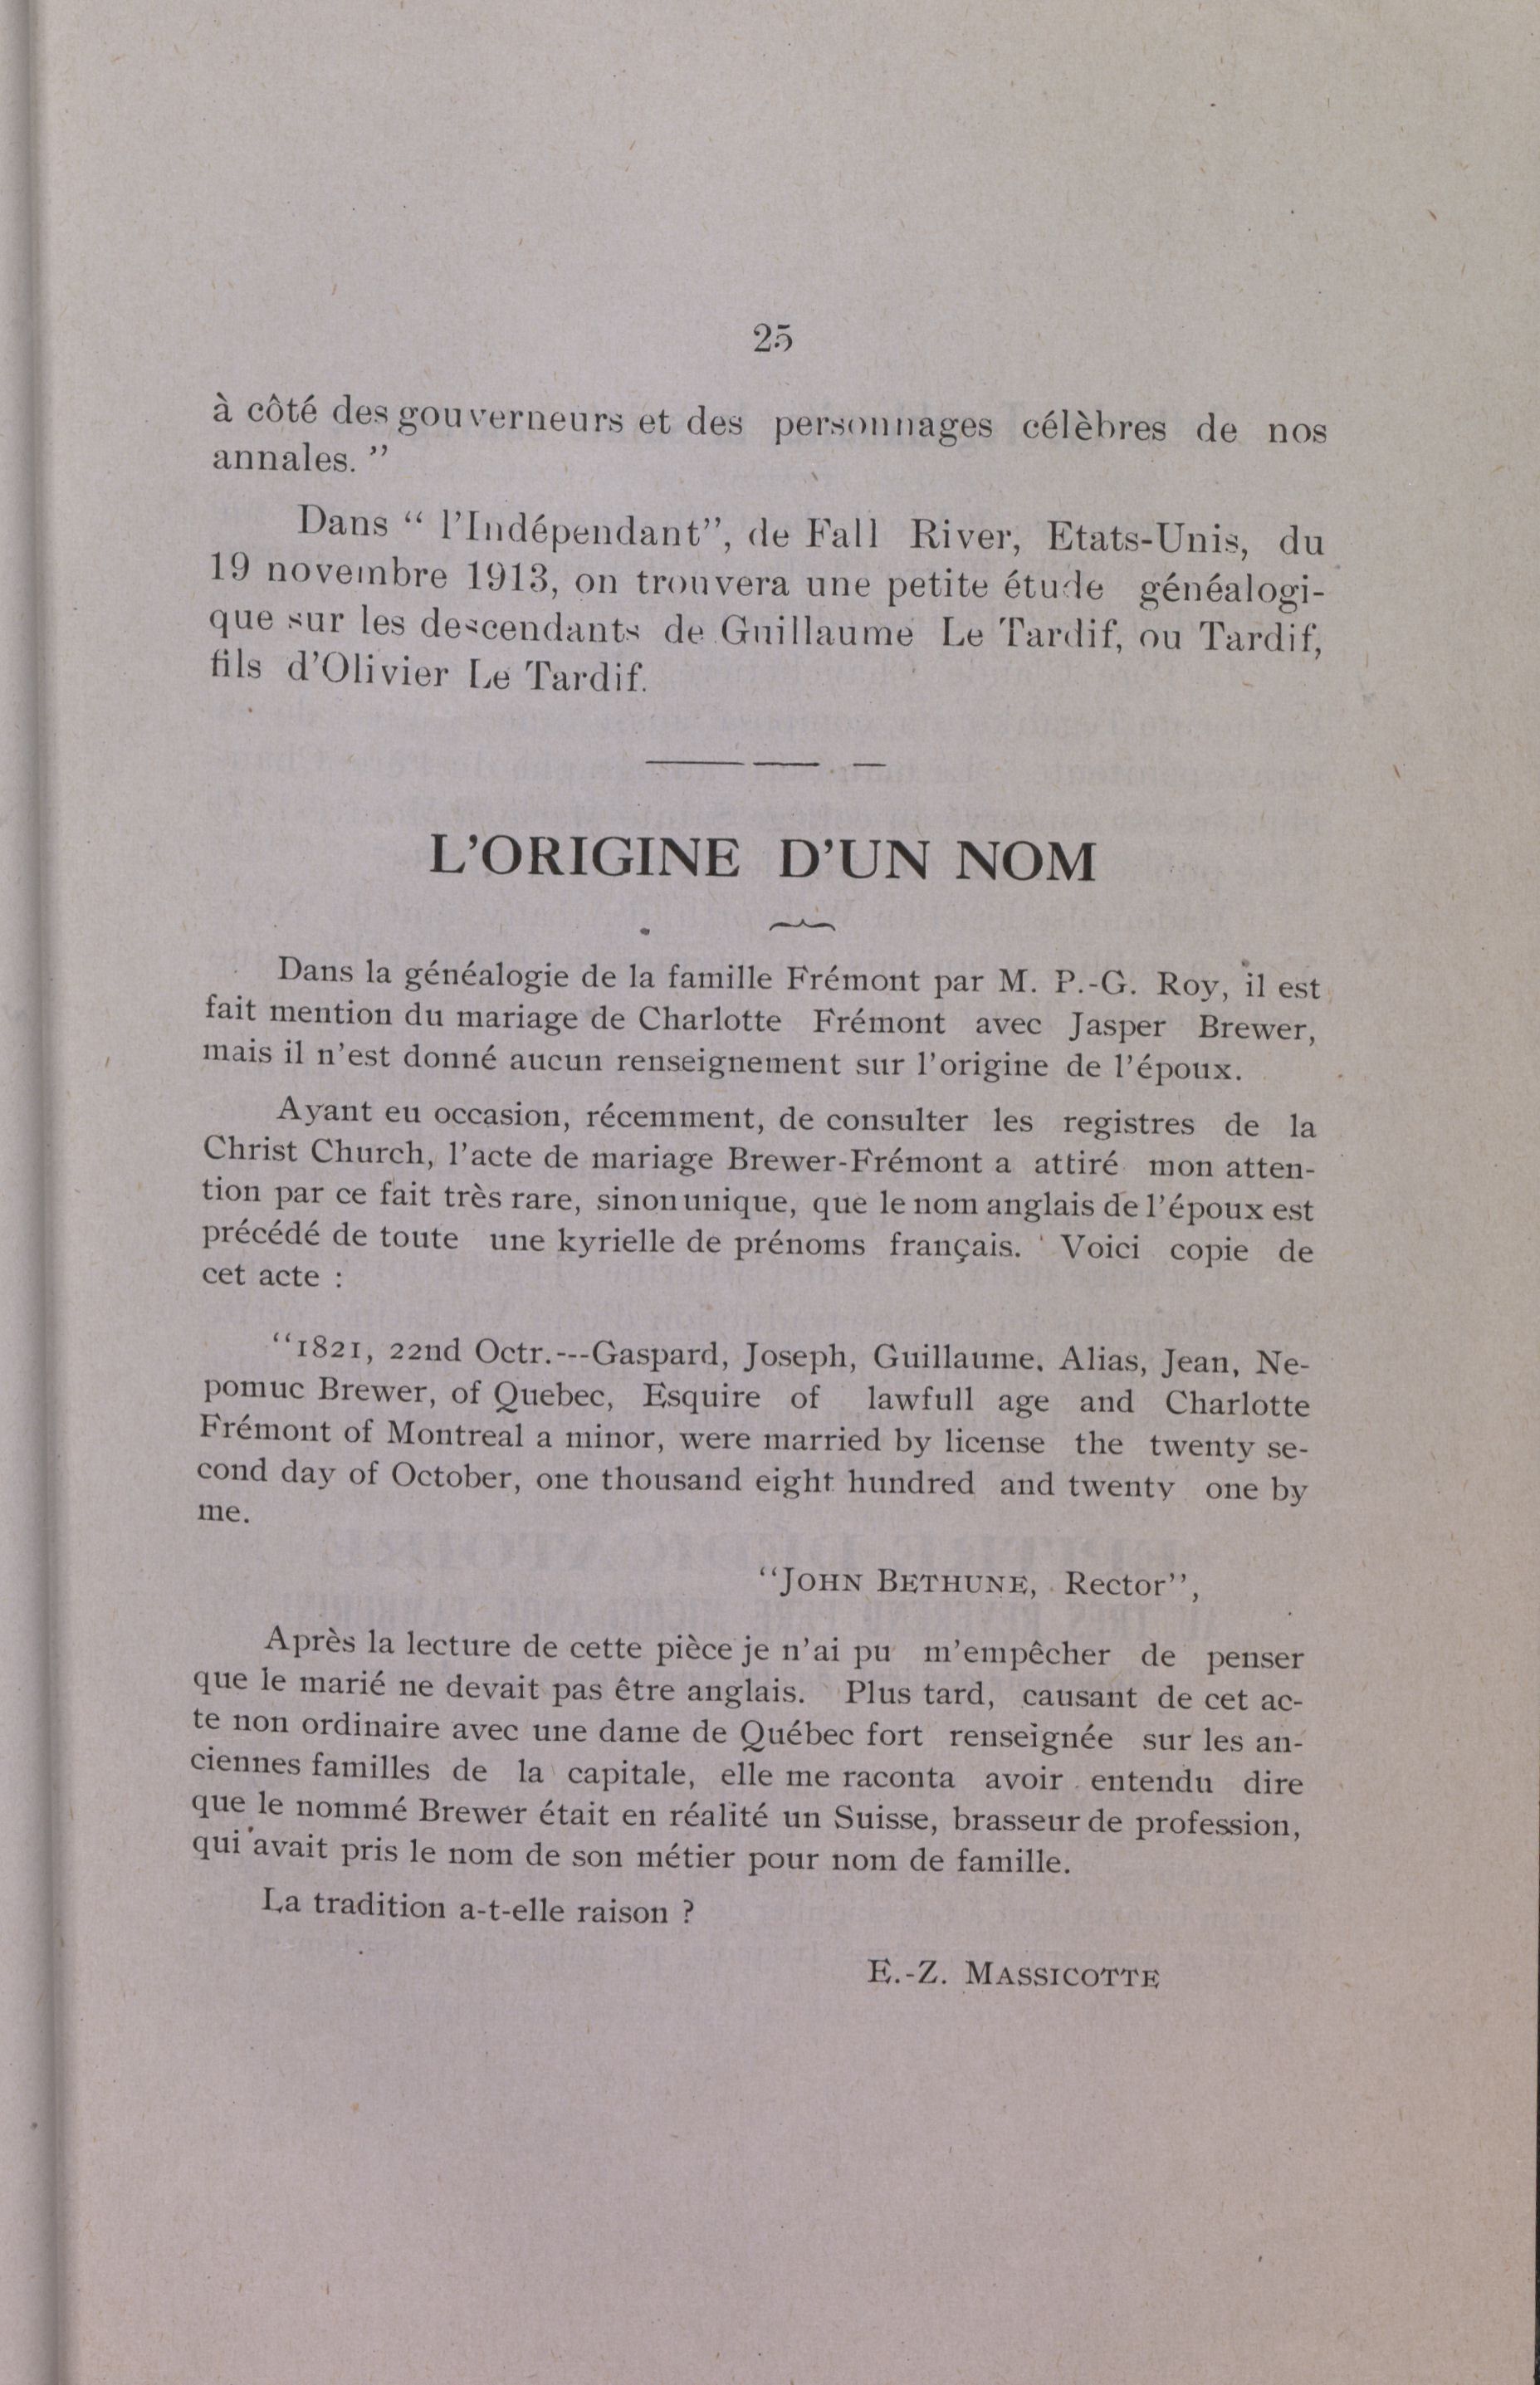 25
à côté des gouverneurs et des personnages célèbres de nos
annales. ”
Dans “ l’Indépendant”, de Fall River, Etats-Unis, du
19 novembre 1913, on trouvera une petite étude généalogi-
que sur les descendants de Guillaume Le Tardif, ou Tardif,
fils d’Olivier Le Tardif.
L’ORIGINE D’UN NOM
Dans la généalogie de la famille Frémont par M. P.-G. Roy, il est
fait mention du mariage de Charlotte Frémont avec Jasper Brewer,
mais il n’est donné aucun renseignement sur l’origine de l’époux.
Ayant eu occasion, récemment, de consulter les registres de la
Christ Church, l’acte de mariage Brewer-Frémont a attiré mon atten-
tion par ce fait très rare, sinon unique, que le nom anglais de l’époux est
précédé de toute une kyrielle de prénoms français. Voici copie de
cet acte :
“1821, 22nd Octr.---Gaspard, Joseph, Guillaume. Alias, Jean, Ne-
pomuc Brewer, of Quebec, Esquire of lawfull age and Charlotte
Frémont of Montreal a minor, were married by license the twenty se-
cond day of October, one thousand eight hundred and twenty one by
me.
“JOHN BETHUNE, Rector”,
Après la lecture de cette pièce je n’ai pu m’empêcher de penser
que le marié ne devait pas être anglais. Plus tard, causant de cet ac-
te non ordinaire avec une dame de Québec fort renseignée sur les an-
ciennes familles de la capitale, elle me raconta avoir entendu dire
que le nommé Brewer était en réalité un Suisse, brasseur de profession,
qui avait pris le nom de son métier pour nom de famille.
La tradition a-t-elle raison ?
E.-Z. MASSICOTTE